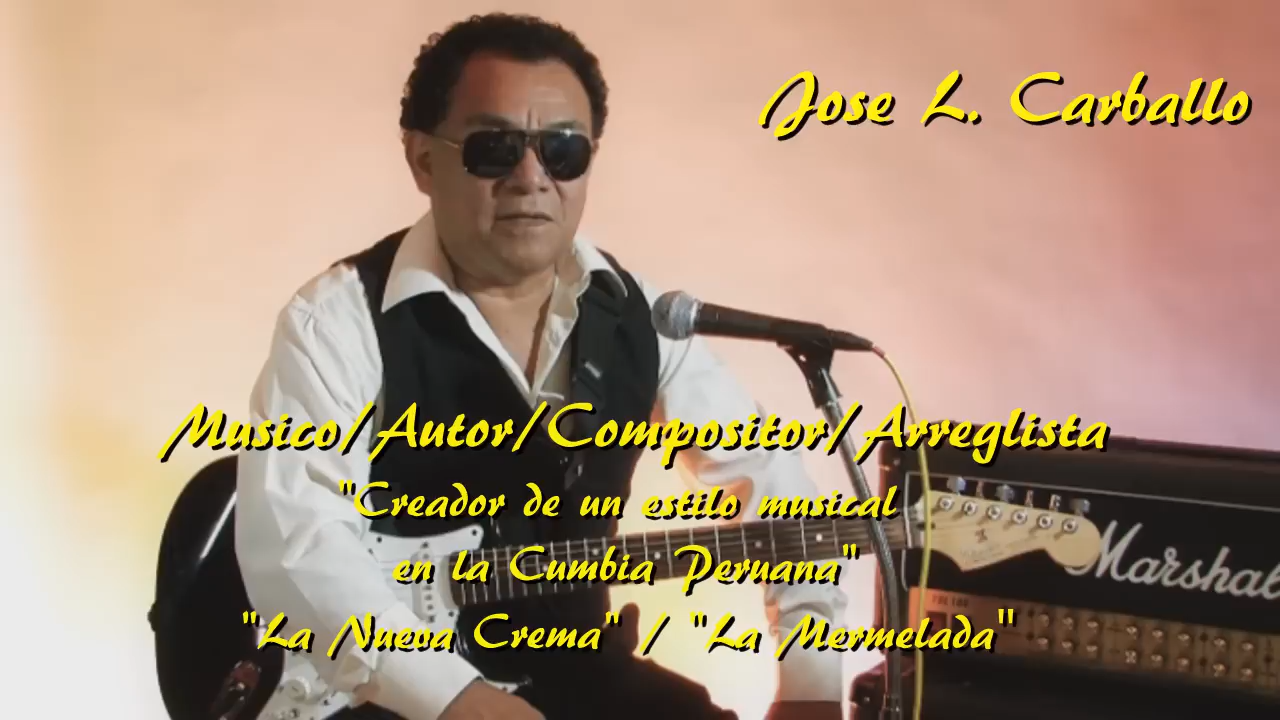 Jose L. Carballo
Musico/Autor/Compositor/Arreglista
"Creador de un estilo musical
en la Cumbia Peruana"
"La Nueva Crema" / "La Mermelada"
Marshal